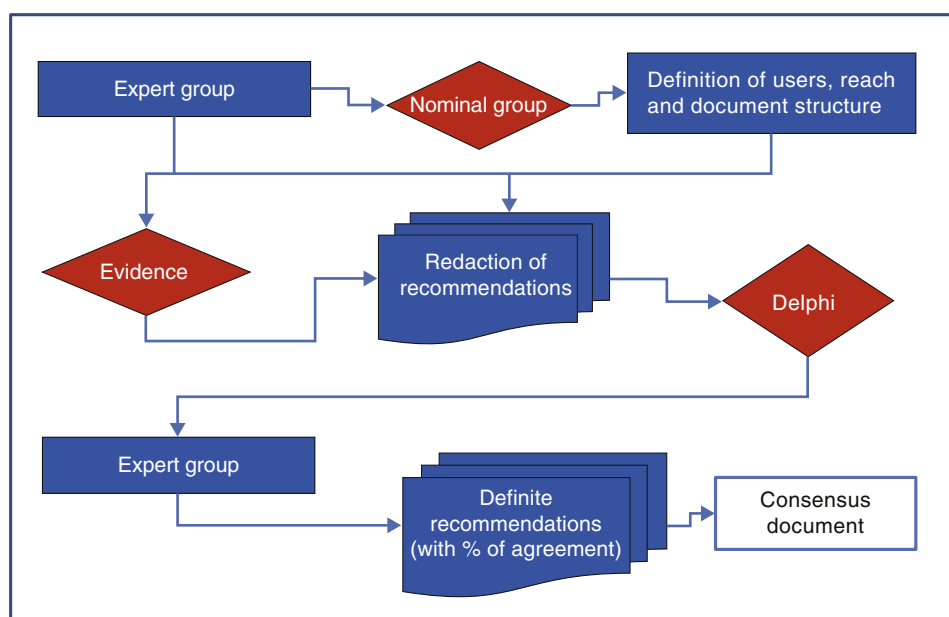 Expert group
Nominal group
Definition of users, reach
and document structure
Evidence
Redaction of
recommendations
Delphi
Expert group
Definite
recommendations
(with % of agreement)
Consensus
document